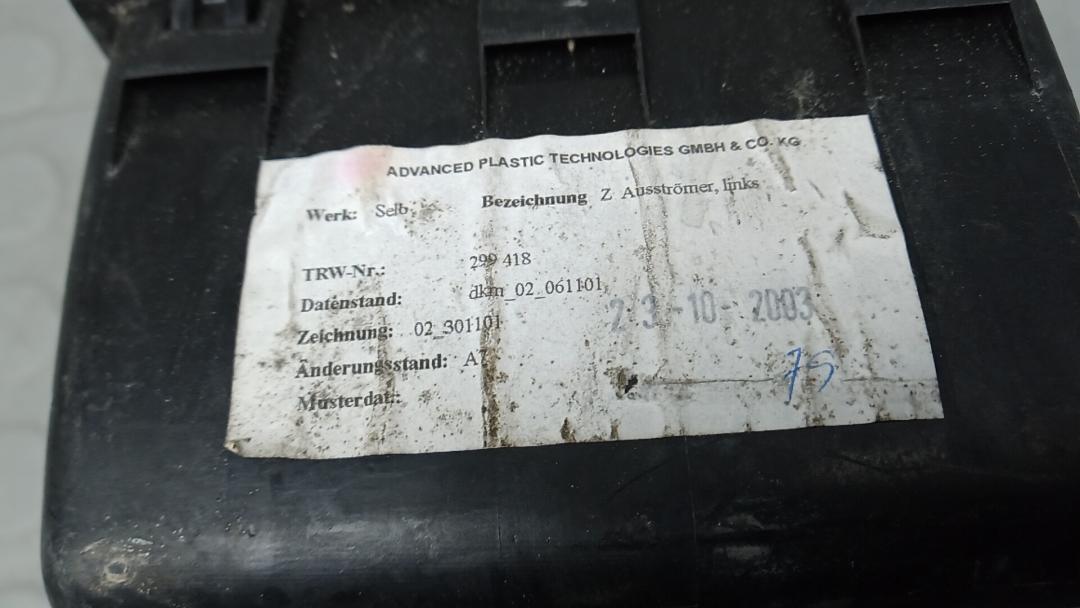 ADVANCED PLASTIC TECHNOLOGIES GMBH & CO. KG
Werk: Selb
Bezeichnung Z Ausströmer, links
TRW-Nr.: 299 418
Datenstand: dkm_02_061101
Zeichnung: 02_301101
23-10-2003
Änderungsstand: A7
75
Musterdat.: